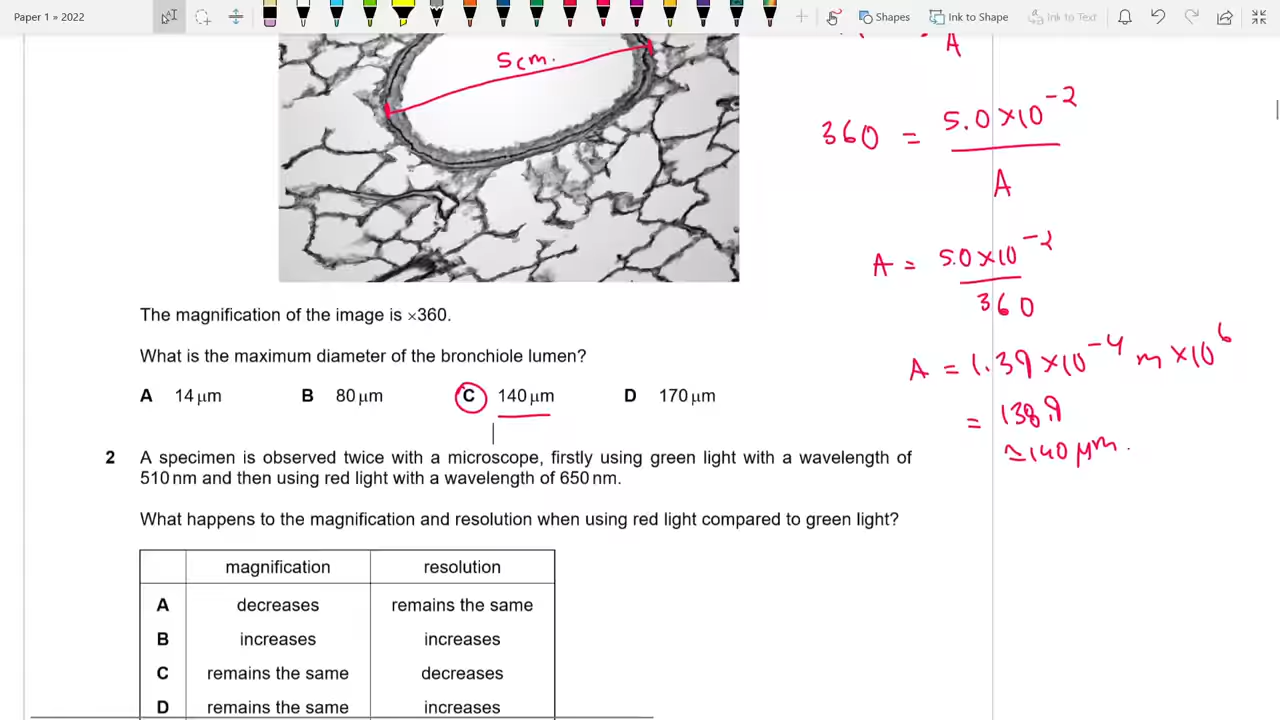 Paper 1 » 2022
Shapes
Ink to Shape
Ink to Text
5cm.
A
360 = 5.0×10⁻²
A
A = 5.0×10⁻²
360
The magnification of the image is ×360.
What is the maximum diameter of the bronchiole lumen?
A = 1.39 ×10⁻⁴ m ×10⁶
A 14 μm B 80 μm C 140 μm D 170 μm
= 138.9
≃140 μm.
2 A specimen is observed twice with a microscope, firstly using green light with a wavelength of
510 nm and then using red light with a wavelength of 650 nm.
What happens to the magnification and resolution when using red light compared to green light?
magnification resolution
A decreases remains the same
B increases increases
C remains the same decreases
D remains the same increases